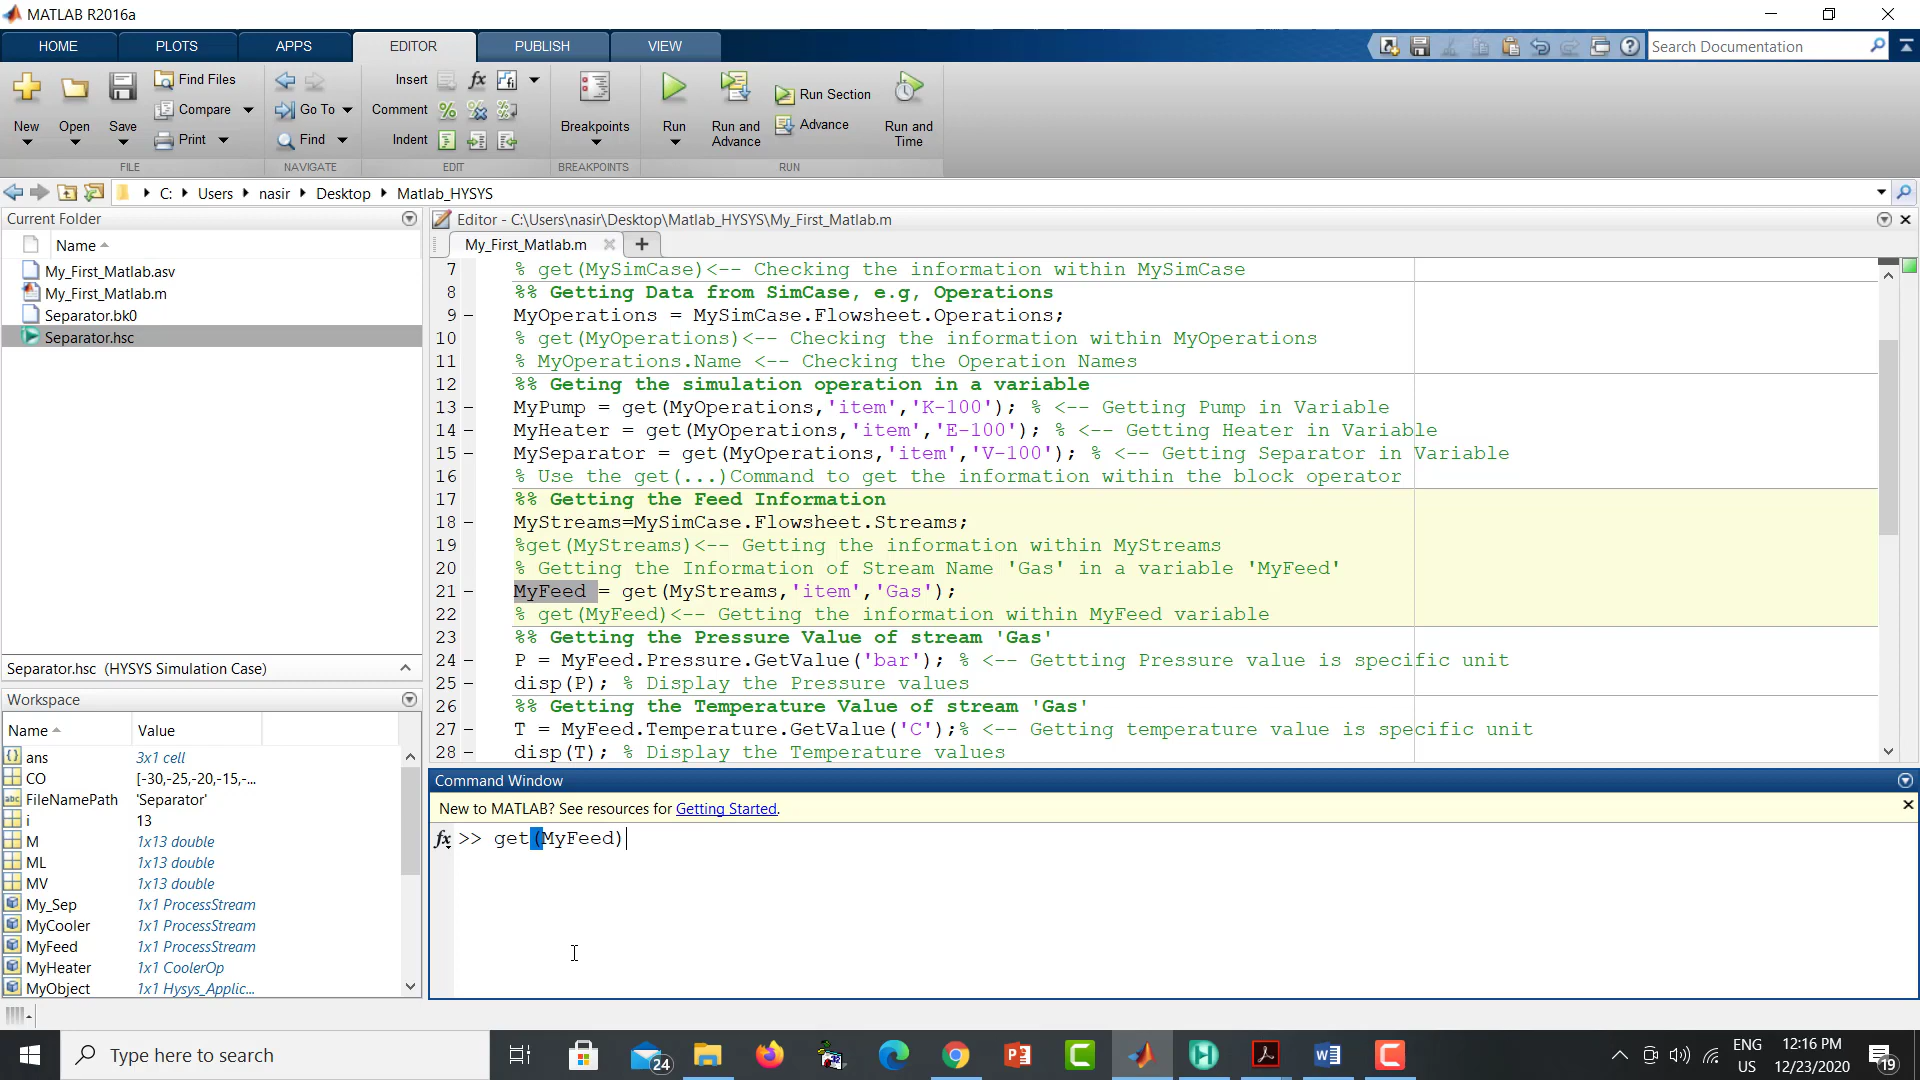 MATLAB R2016a
HOME PLOTS APPS EDITOR PUBLISH VIEW
Search Documentation
New Open Save
Find Files
Compare
Print
Go To
Find
Insert fx
Comment
Indent
Breakpoints
Run
Run and Advance
Run Section
Advance
Run and Time
FILE NAVIGATE EDIT BREAKPOINTS RUN
C: Users nasir Desktop Matlab_HYSYS
Current Folder
Name
My_First_Matlab.asv
My_First_Matlab.m
Separator.bk0
Separator.hsc
Separator.hsc (HYSYS Simulation Case)
Workspace
Name Value
ans 3x1 cell
CO [-30,-25,-20,-15,-...
FileNamePath 'Separator'
i 13
M 1x13 double
ML 1x13 double
MV 1x13 double
My_Sep 1x1 ProcessStream
MyCooler 1x1 ProcessStream
MyFeed 1x1 ProcessStream
MyHeater 1x1 CoolerOp
MyObject 1x1 Hysys_Applic...
Editor - C:\Users\nasir\Desktop\Matlab_HYSYS\My_First_Matlab.m
My_First_Matlab.m
7 % get(MySimCase)<-- Checking the information within MySimCase
8 %% Getting Data from SimCase, e.g, Operations
9 – MyOperations = MySimCase.Flowsheet.Operations;
10 % get(MyOperations)<-- Checking the information within MyOperations
11 % MyOperations.Name <-- Checking the Operation Names
12 %% Geting the simulation operation in a variable
13 – MyPump = get(MyOperations,'item','K-100'); % <-- Getting Pump in Variable
14 – MyHeater = get(MyOperations,'item','E-100'); % <-- Getting Heater in Variable
15 – MySeparator = get(MyOperations,'item','V-100'); % <-- Getting Separator in Variable
16 % Use the get(...)Command to get the information within the block operator
17 %% Getting the Feed Information
18 – MyStreams=MySimCase.Flowsheet.Streams;
19 %get(MyStreams)<-- Getting the information within MyStreams
20 % Getting the Information of Stream Name 'Gas' in a variable 'MyFeed'
21 – MyFeed = get(MyStreams,'item','Gas');
22 % get(MyFeed)<-- Getting the information within MyFeed variable
23 %% Getting the Pressure Value of stream 'Gas'
24 – P = MyFeed.Pressure.GetValue('bar'); % <-- Gettting Pressure value is specific unit
25 – disp(P); % Display the Pressure values
26 %% Getting the Temperature Value of stream 'Gas'
27 – T = MyFeed.Temperature.GetValue('C');% <-- Getting temperature value is specific unit
28 – disp(T); % Display the Temperature values
Command Window
New to MATLAB? See resources for Getting Started.
fx >> get(MyFeed)
Type here to search
24
ENG US
12:16 PM
12/23/2020
19